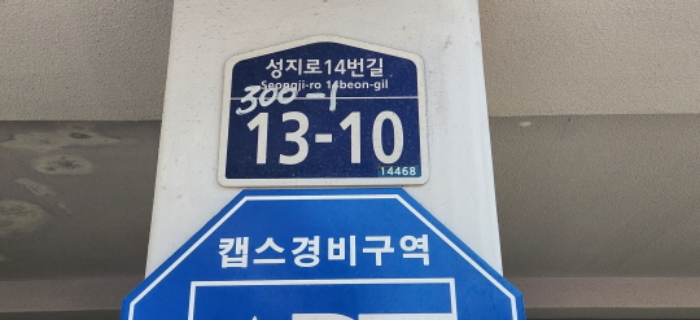 성지로14번길
Seongji-ro 14beon-gil
300-1
13-10
14468
캡스경비구역